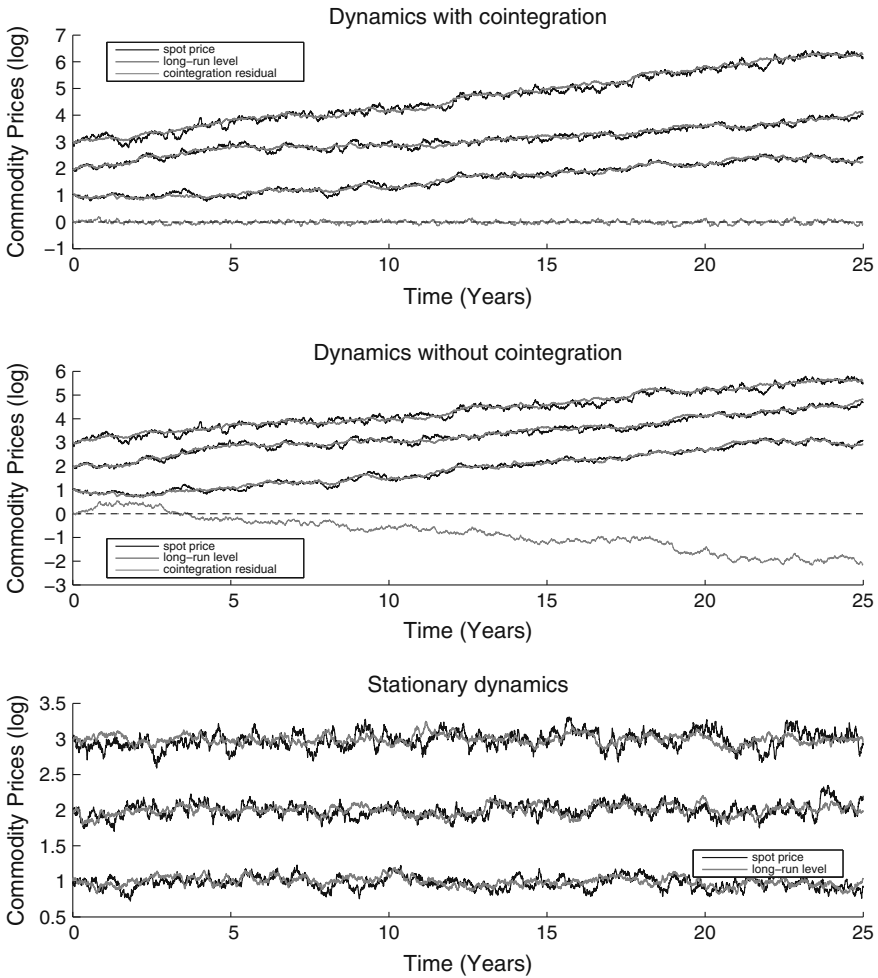 Dynamics with cointegration
Commodity Prices (log)
7
6
5
4
3
2
1
0
−1
spot price
long−run level
cointegration residual
0 5 10 15 20 25
Time (Years)
Dynamics without cointegration
Commodity Prices (log)
6
5
4
3
2
1
0
−1
−2
−3
spot price
long−run level
cointegration residual
0 5 10 15 20 25
Time (Years)
Stationary dynamics
Commodity Prices (log)
3.5
3
2.5
2
1.5
1
0.5
spot price
long−run level
0 5 10 15 20 25
Time (Years)